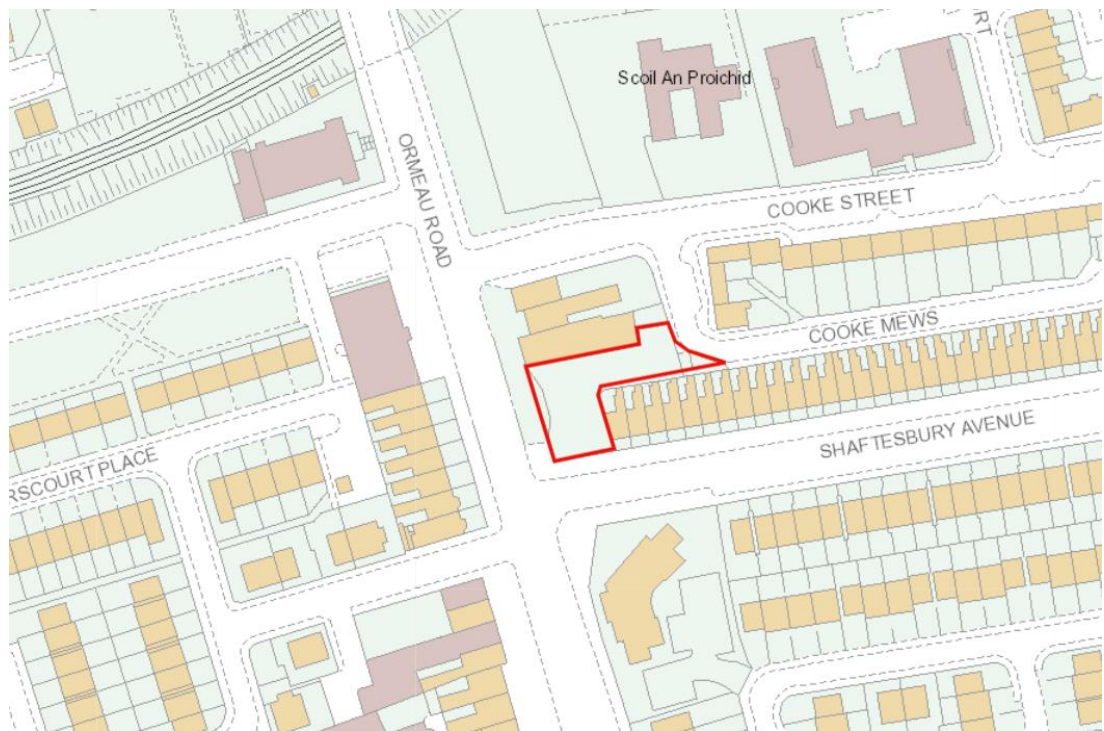 Scoil An Proichid
RT
ORMEAU ROAD
COOKE STREET
COOKE MEWS
SHAFTESBURY AVENUE
RSCOURT PLACE